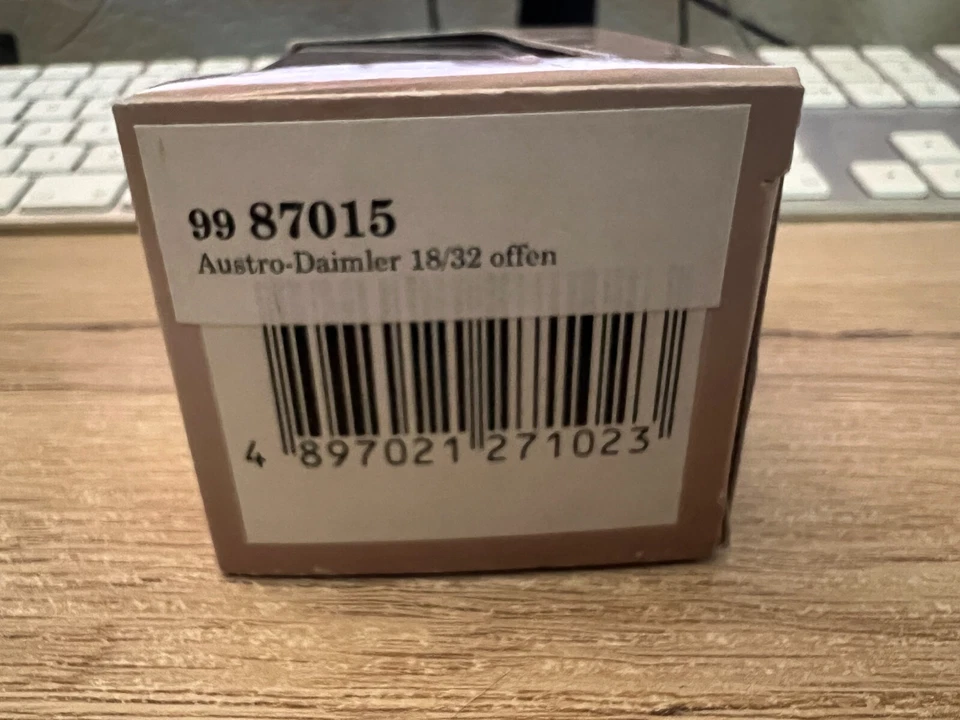 99 87015
Austro-Daimler 18/32 offen
4 897021 271023